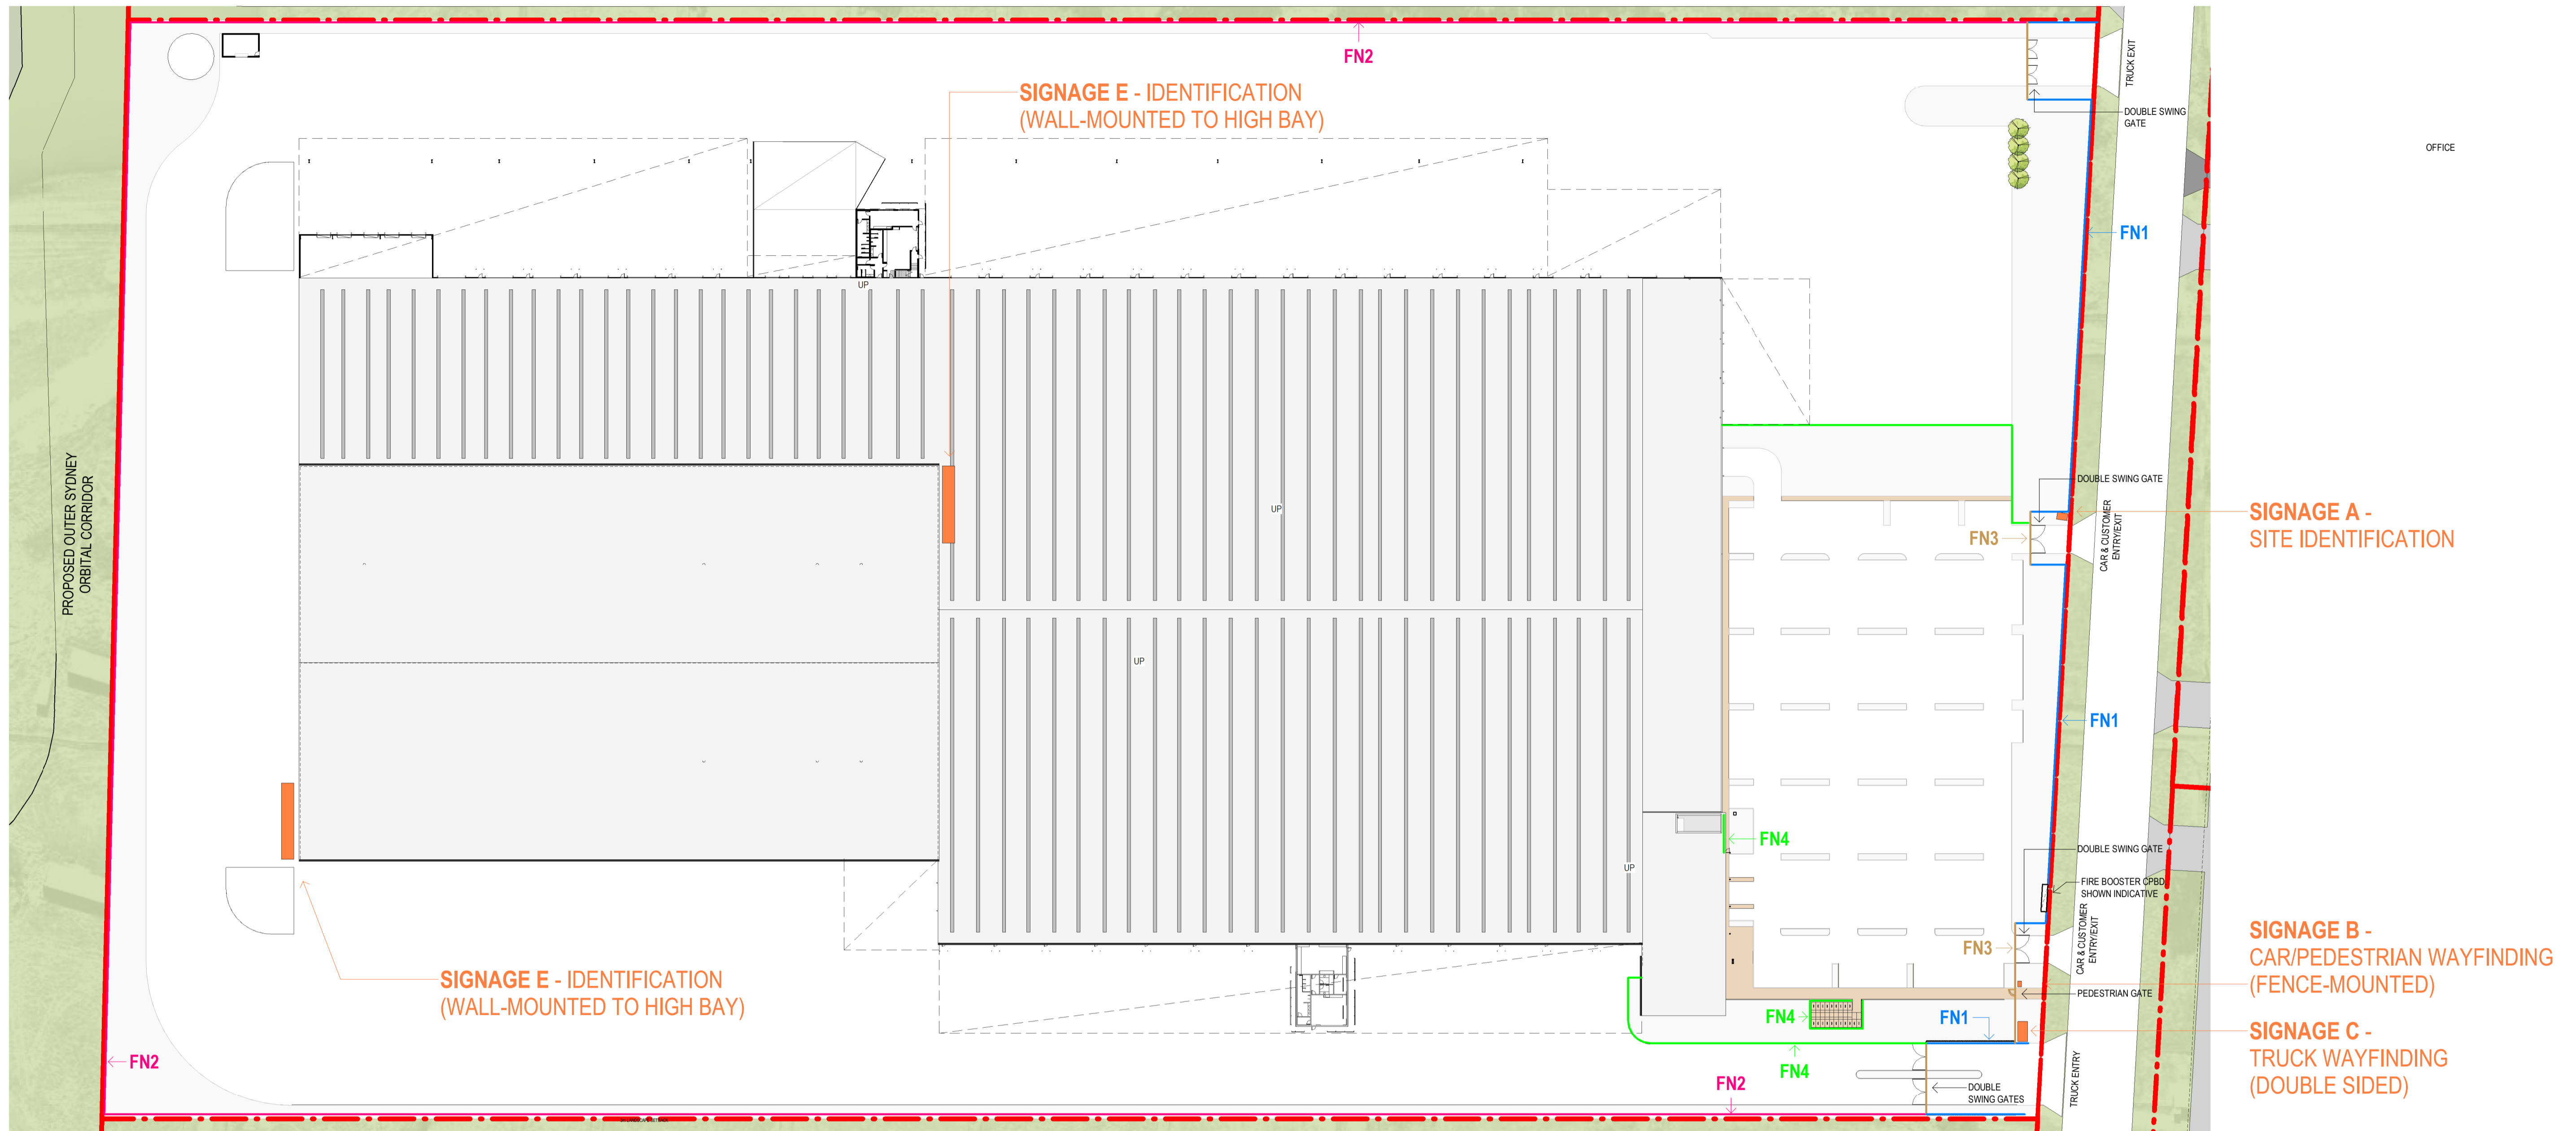 FN2
SIGNAGE E - IDENTIFICATION
(WALL-MOUNTED TO HIGH BAY)
TRUCK EXIT
DOUBLE SWING
GATE
OFFICE
FN1
UP
PROPOSED OUTER SYDNEY
ORBITAL CORRIDOR
DOUBLE SWING GATE
UP
CAR & CUSTOMER
ENTRY/EXIT
SIGNAGE A -
SITE IDENTIFICATION
FN3
UP
FN1
FN4
UP
DOUBLE SWING GATE
FIRE BOOSTER CPBD
SHOWN INDICATIVE
CAR & CUSTOMER
ENTRY/EXIT
FN3
SIGNAGE B -
CAR/PEDESTRIAN WAYFINDING
(FENCE-MOUNTED)
SIGNAGE E - IDENTIFICATION
(WALL-MOUNTED TO HIGH BAY)
PEDESTRIAN GATE
FN4
FN1
SIGNAGE C -
TRUCK WAYFINDING
(DOUBLE SIDED)
FN2
FN4
FN2
DOUBLE
SWING GATES
TRUCK ENTRY